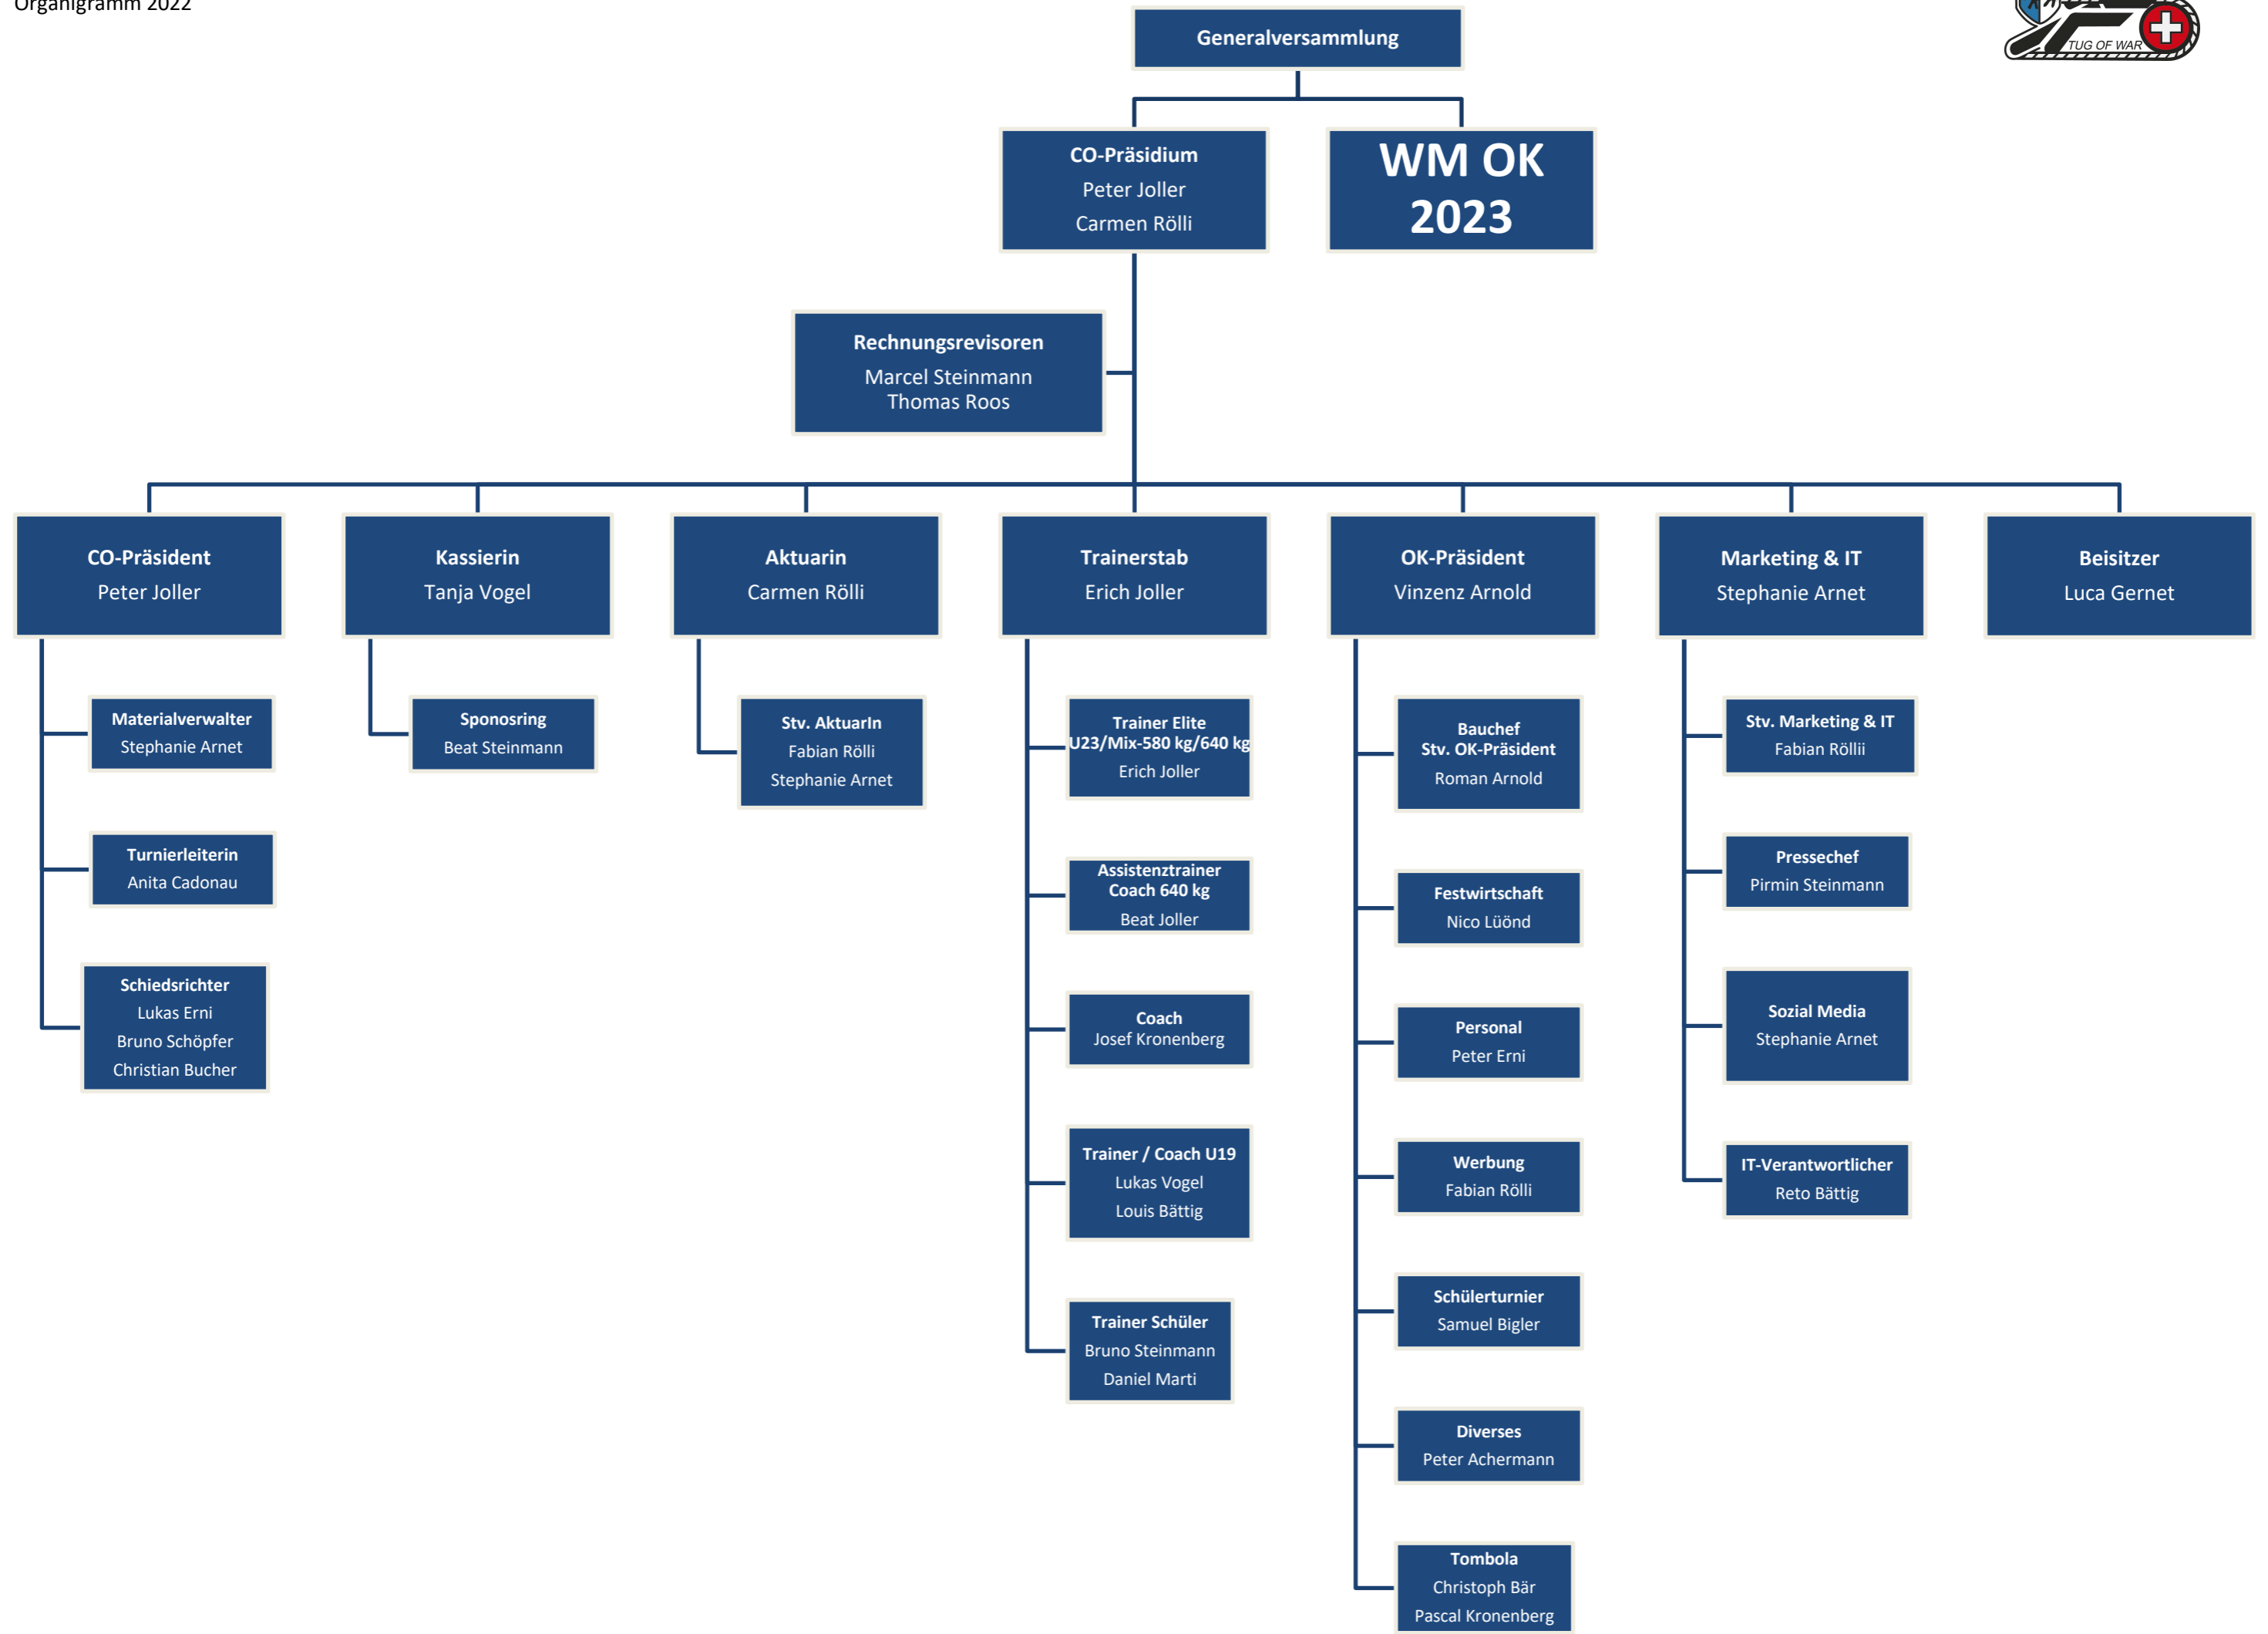 Organigramm 2022
TUG OF WAR
Generalversammlung
CO-Präsidium
Peter Joller
Carmen Rölli
WM OK
2023
Rechnungsrevisoren
Marcel Steinmann
Thomas Roos
CO-Präsident
Peter Joller
Kassierin
Tanja Vogel
Aktuarin
Carmen Rölli
Trainerstab
Erich Joller
OK-Präsident
Vinzenz Arnold
Marketing & IT
Stephanie Arnet
Beisitzer
Luca Gernet
Materialverwalter
Stephanie Arnet
Turnierleiterin
Anita Cadonau
Schiedsrichter
Lukas Erni
Bruno Schöpfer
Christian Bucher
Sponosring
Beat Steinmann
Stv. AktuarIn
Fabian Rölli
Stephanie Arnet
Trainer Elite
U23/Mix-580 kg/640 kg
Erich Joller
Assistenztrainer
Coach 640 kg
Beat Joller
Coach
Josef Kronenberg
Trainer / Coach U19
Lukas Vogel
Louis Bättig
Trainer Schüler
Bruno Steinmann
Daniel Marti
Bauchef
Stv. OK-Präsident
Roman Arnold
Festwirtschaft
Nico Lüönd
Personal
Peter Erni
Werbung
Fabian Rölli
Schülerturnier
Samuel Bigler
Diverses
Peter Achermann
Tombola
Christoph Bär
Pascal Kronenberg
Stv. Marketing & IT
Fabian Röllii
Pressechef
Pirmin Steinmann
Sozial Media
Stephanie Arnet
IT-Verantwortlicher
Reto Bättig